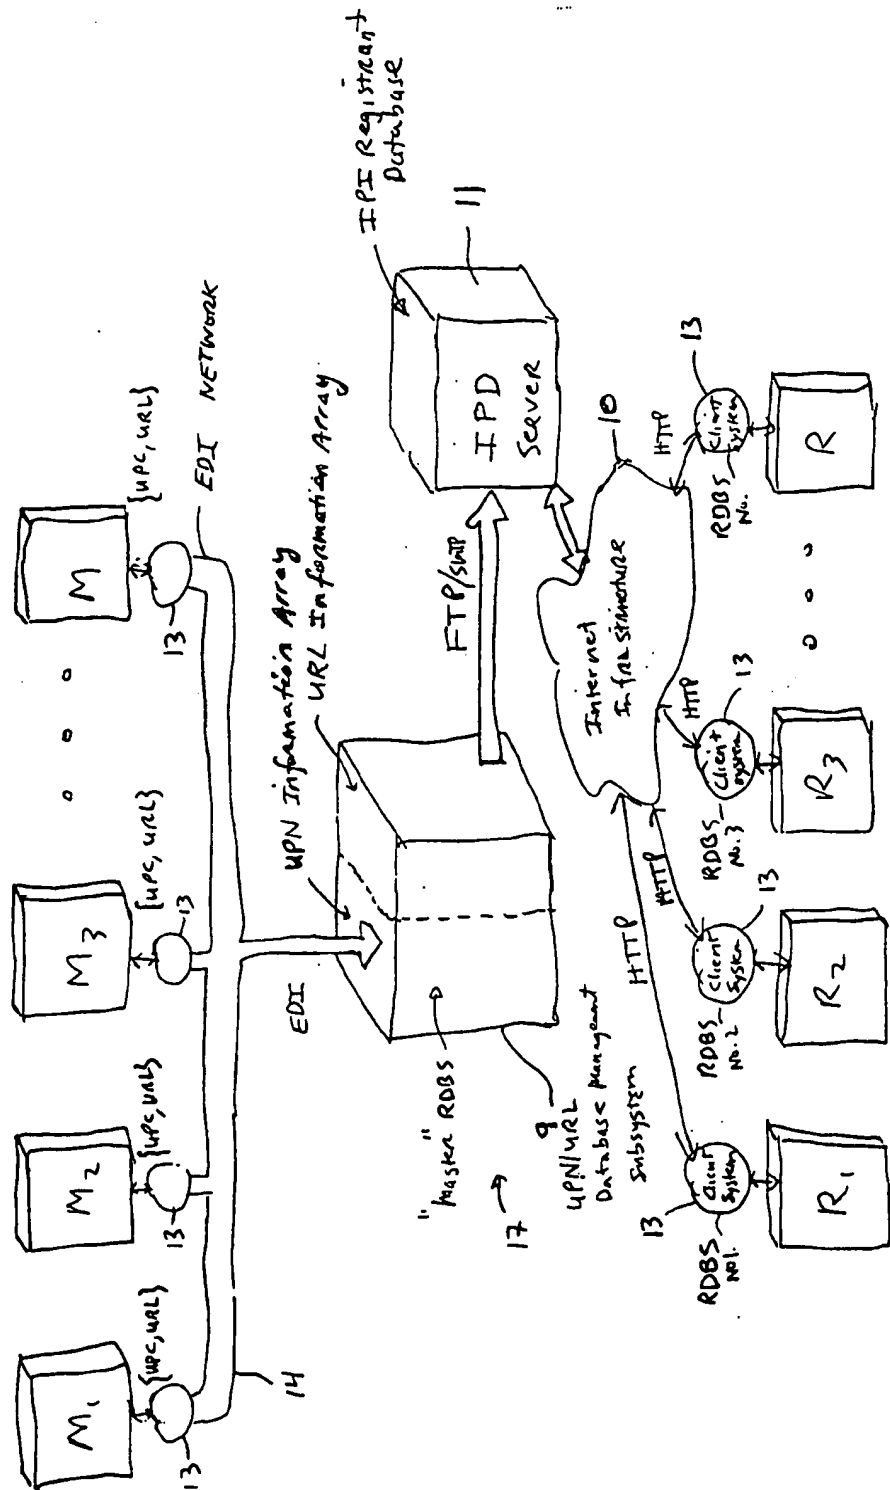 M1
M2
M3
M
{UPC, URL}
{UPC, URL}
{UPC, URL}
{UPC, URL}
13
13
13
13
EDI NETWORK
14
EDI
UPN Information Array
URL Information Array
IPI Registrant
Database
"Master" RDBS
17
9
UPN/URL
Database Management
Subsystem
FTP/SMTP
IPD
Server
11
10
Internet
Infrastructure
HTTP
HTTP
HTTP
HTTP
13
Client
System
RDBS
No1.
R1
13
Client
System
RDBS
No.2
R2
13
Client
System
RDBS
No.3
R3
13
Client
System
RDBS
No.
R